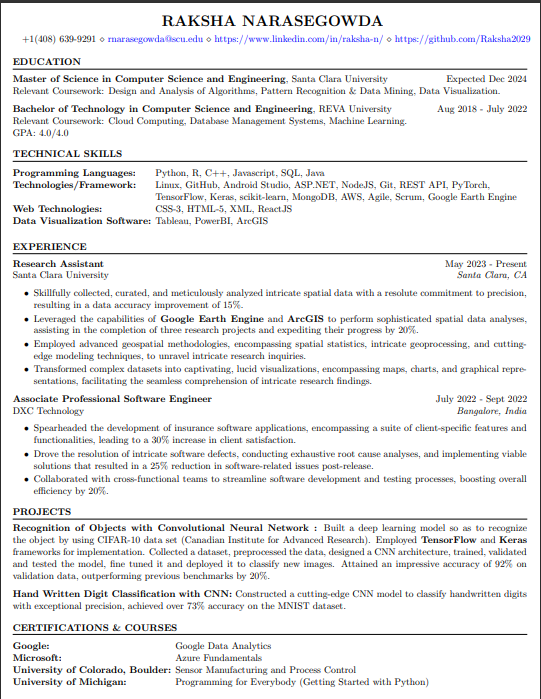 RAKSHA NARASEGOWDA
+1(408) 639-9291 ⋄ rnarasegowda@scu.edu ⋄ https://www.linkedin.com/in/raksha-n/ ⋄ https://github.com/Raksha2029
EDUCATION
Master of Science in Computer Science and Engineering, Santa Clara University Expected Dec 2024
Relevant Coursework: Design and Analysis of Algorithms, Pattern Recognition & Data Mining, Data Visualization.
Bachelor of Technology in Computer Science and Engineering, REVA University Aug 2018 - July 2022
Relevant Coursework: Cloud Computing, Database Management Systems, Machine Learning.
GPA: 4.0/4.0
TECHNICAL SKILLS
Programming Languages: Python, R, C++, Javascript, SQL, Java
Technologies/Framework: Linux, GitHub, Android Studio, ASP.NET, NodeJS, Git, REST API, PyTorch,
TensorFlow, Keras, scikit-learn, MongoDB, AWS, Agile, Scrum, Google Earth Engine
Web Technologies: CSS-3, HTML-5, XML, ReactJS
Data Visualization Software: Tableau, PowerBI, ArcGIS
EXPERIENCE
Research Assistant May 2023 - Present
Santa Clara University Santa Clara, CA
• Skillfully collected, curated, and meticulously analyzed intricate spatial data with a resolute commitment to precision,
resulting in a data accuracy improvement of 15%.
• Leveraged the capabilities of Google Earth Engine and ArcGIS to perform sophisticated spatial data analyses,
assisting in the completion of three research projects and expediting their progress by 20%.
• Employed advanced geospatial methodologies, encompassing spatial statistics, intricate geoprocessing, and cutting-
edge modeling techniques, to unravel intricate research inquiries.
• Transformed complex datasets into captivating, lucid visualizations, encompassing maps, charts, and graphical repre-
sentations, facilitating the seamless comprehension of intricate research findings.
Associate Professional Software Engineer July 2022 - Sept 2022
DXC Technology Bangalore, India
• Spearheaded the development of insurance software applications, encompassing a suite of client-specific features and
functionalities, leading to a 30% increase in client satisfaction.
• Drove the resolution of intricate software defects, conducting exhaustive root cause analyses, and implementing viable
solutions that resulted in a 25% reduction in software-related issues post-release.
• Collaborated with cross-functional teams to streamline software development and testing processes, boosting overall
efficiency by 20%.
PROJECTS
Recognition of Objects with Convolutional Neural Network : Built a deep learning model so as to recognize
the object by using CIFAR-10 data set (Canadian Institute for Advanced Research). Employed TensorFlow and Keras
frameworks for implementation. Collected a dataset, preprocessed the data, designed a CNN architecture, trained, validated
and tested the model, fine tuned it and deployed it to classify new images. Attained an impressive accuracy of 92% on
validation data, outperforming previous benchmarks by 20%.
Hand Written Digit Classification with CNN: Constructed a cutting-edge CNN model to classify handwritten digits
with exceptional precision, achieved over 73% accuracy on the MNIST dataset.
CERTIFICATIONS & COURSES
Google: Google Data Analytics
Microsoft: Azure Fundamentals
University of Colorado, Boulder: Sensor Manufacturing and Process Control
University of Michigan: Programming for Everybody (Getting Started with Python)